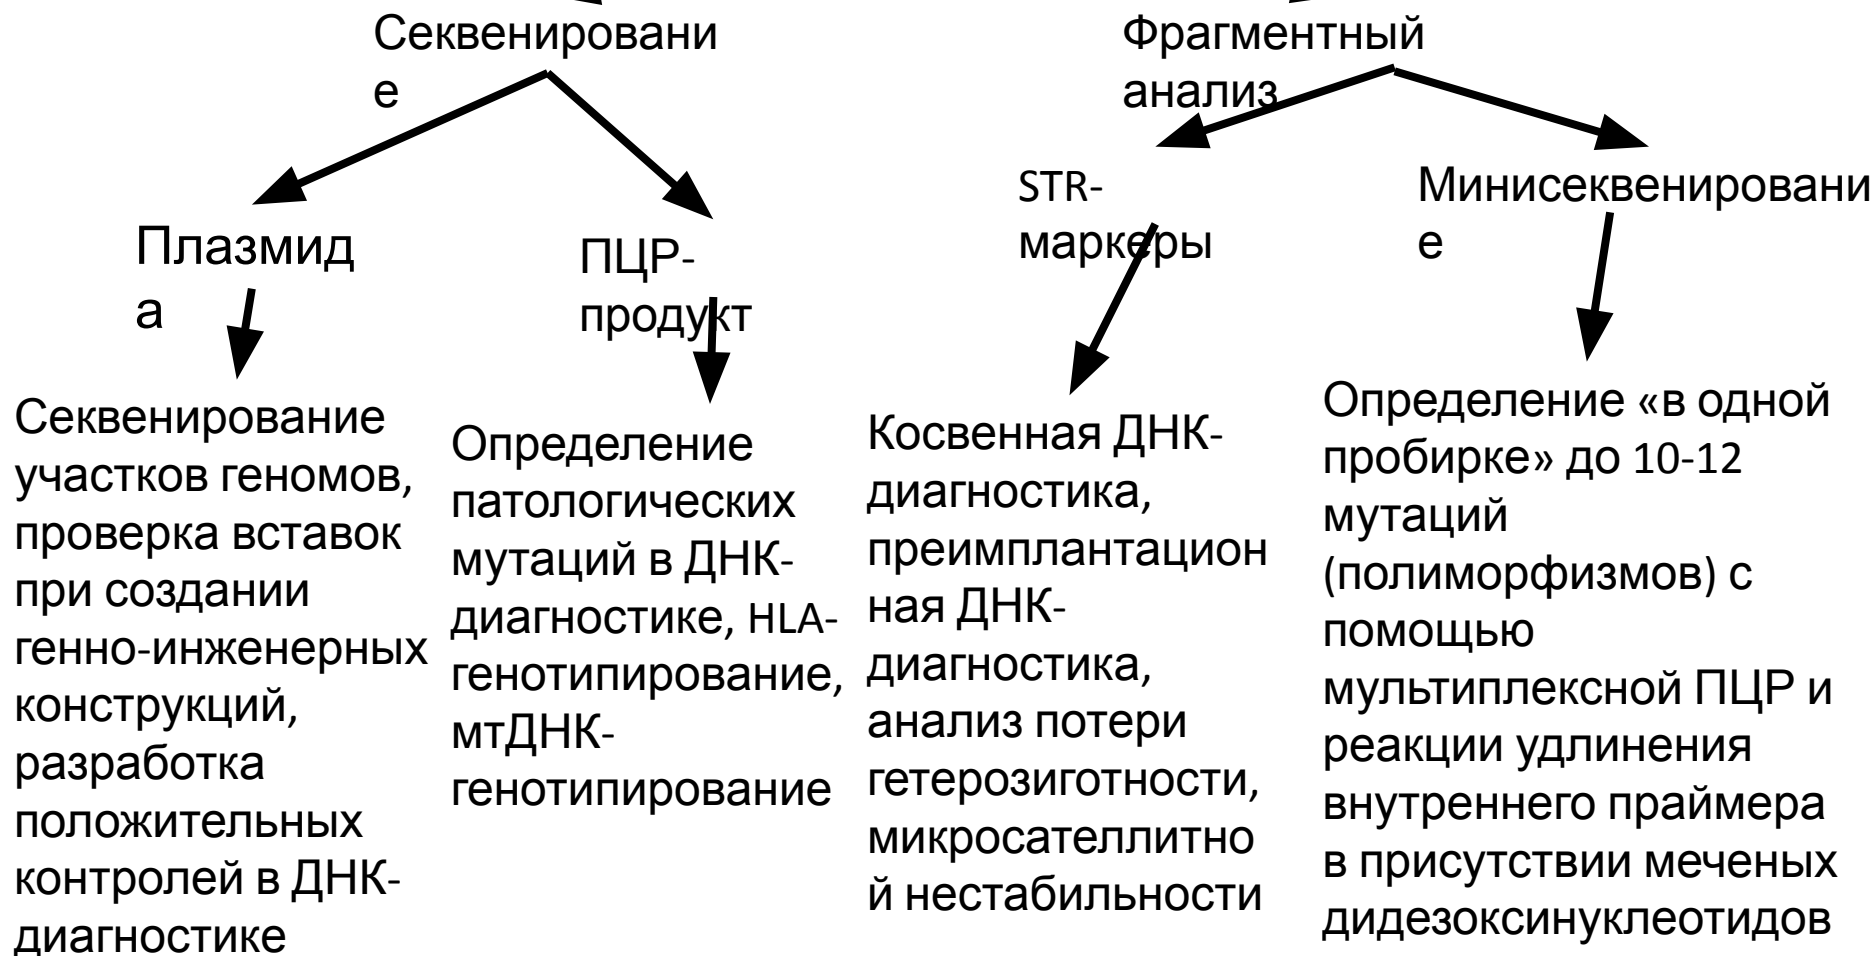 Секвенировани
е
Фрагментный
анализ
Плазмид
а
ПЦР-
продукт
STR-
маркеры
Минисеквенировани
е
Секвенирование
участков геномов,
проверка вставок
при создании
генно-инженерных
конструкций,
разработка
положительных
контролей в ДНК-
диагностике
Определение
патологических
мутаций в ДНК-
диагностике, HLA-
генотипирование,
мтДНК-
генотипирование
Косвенная ДНК-
диагностика,
преимплантацион
ная ДНК-
диагностика,
анализ потери
гетерозиготности,
микросателлитно
й нестабильности
Определение «в одной
пробирке» до 10-12
мутаций
(полиморфизмов) с
помощью
мультиплексной ПЦР и
реакции удлинения
внутреннего праймера
в присутствии меченых
дидезоксинуклеотидов